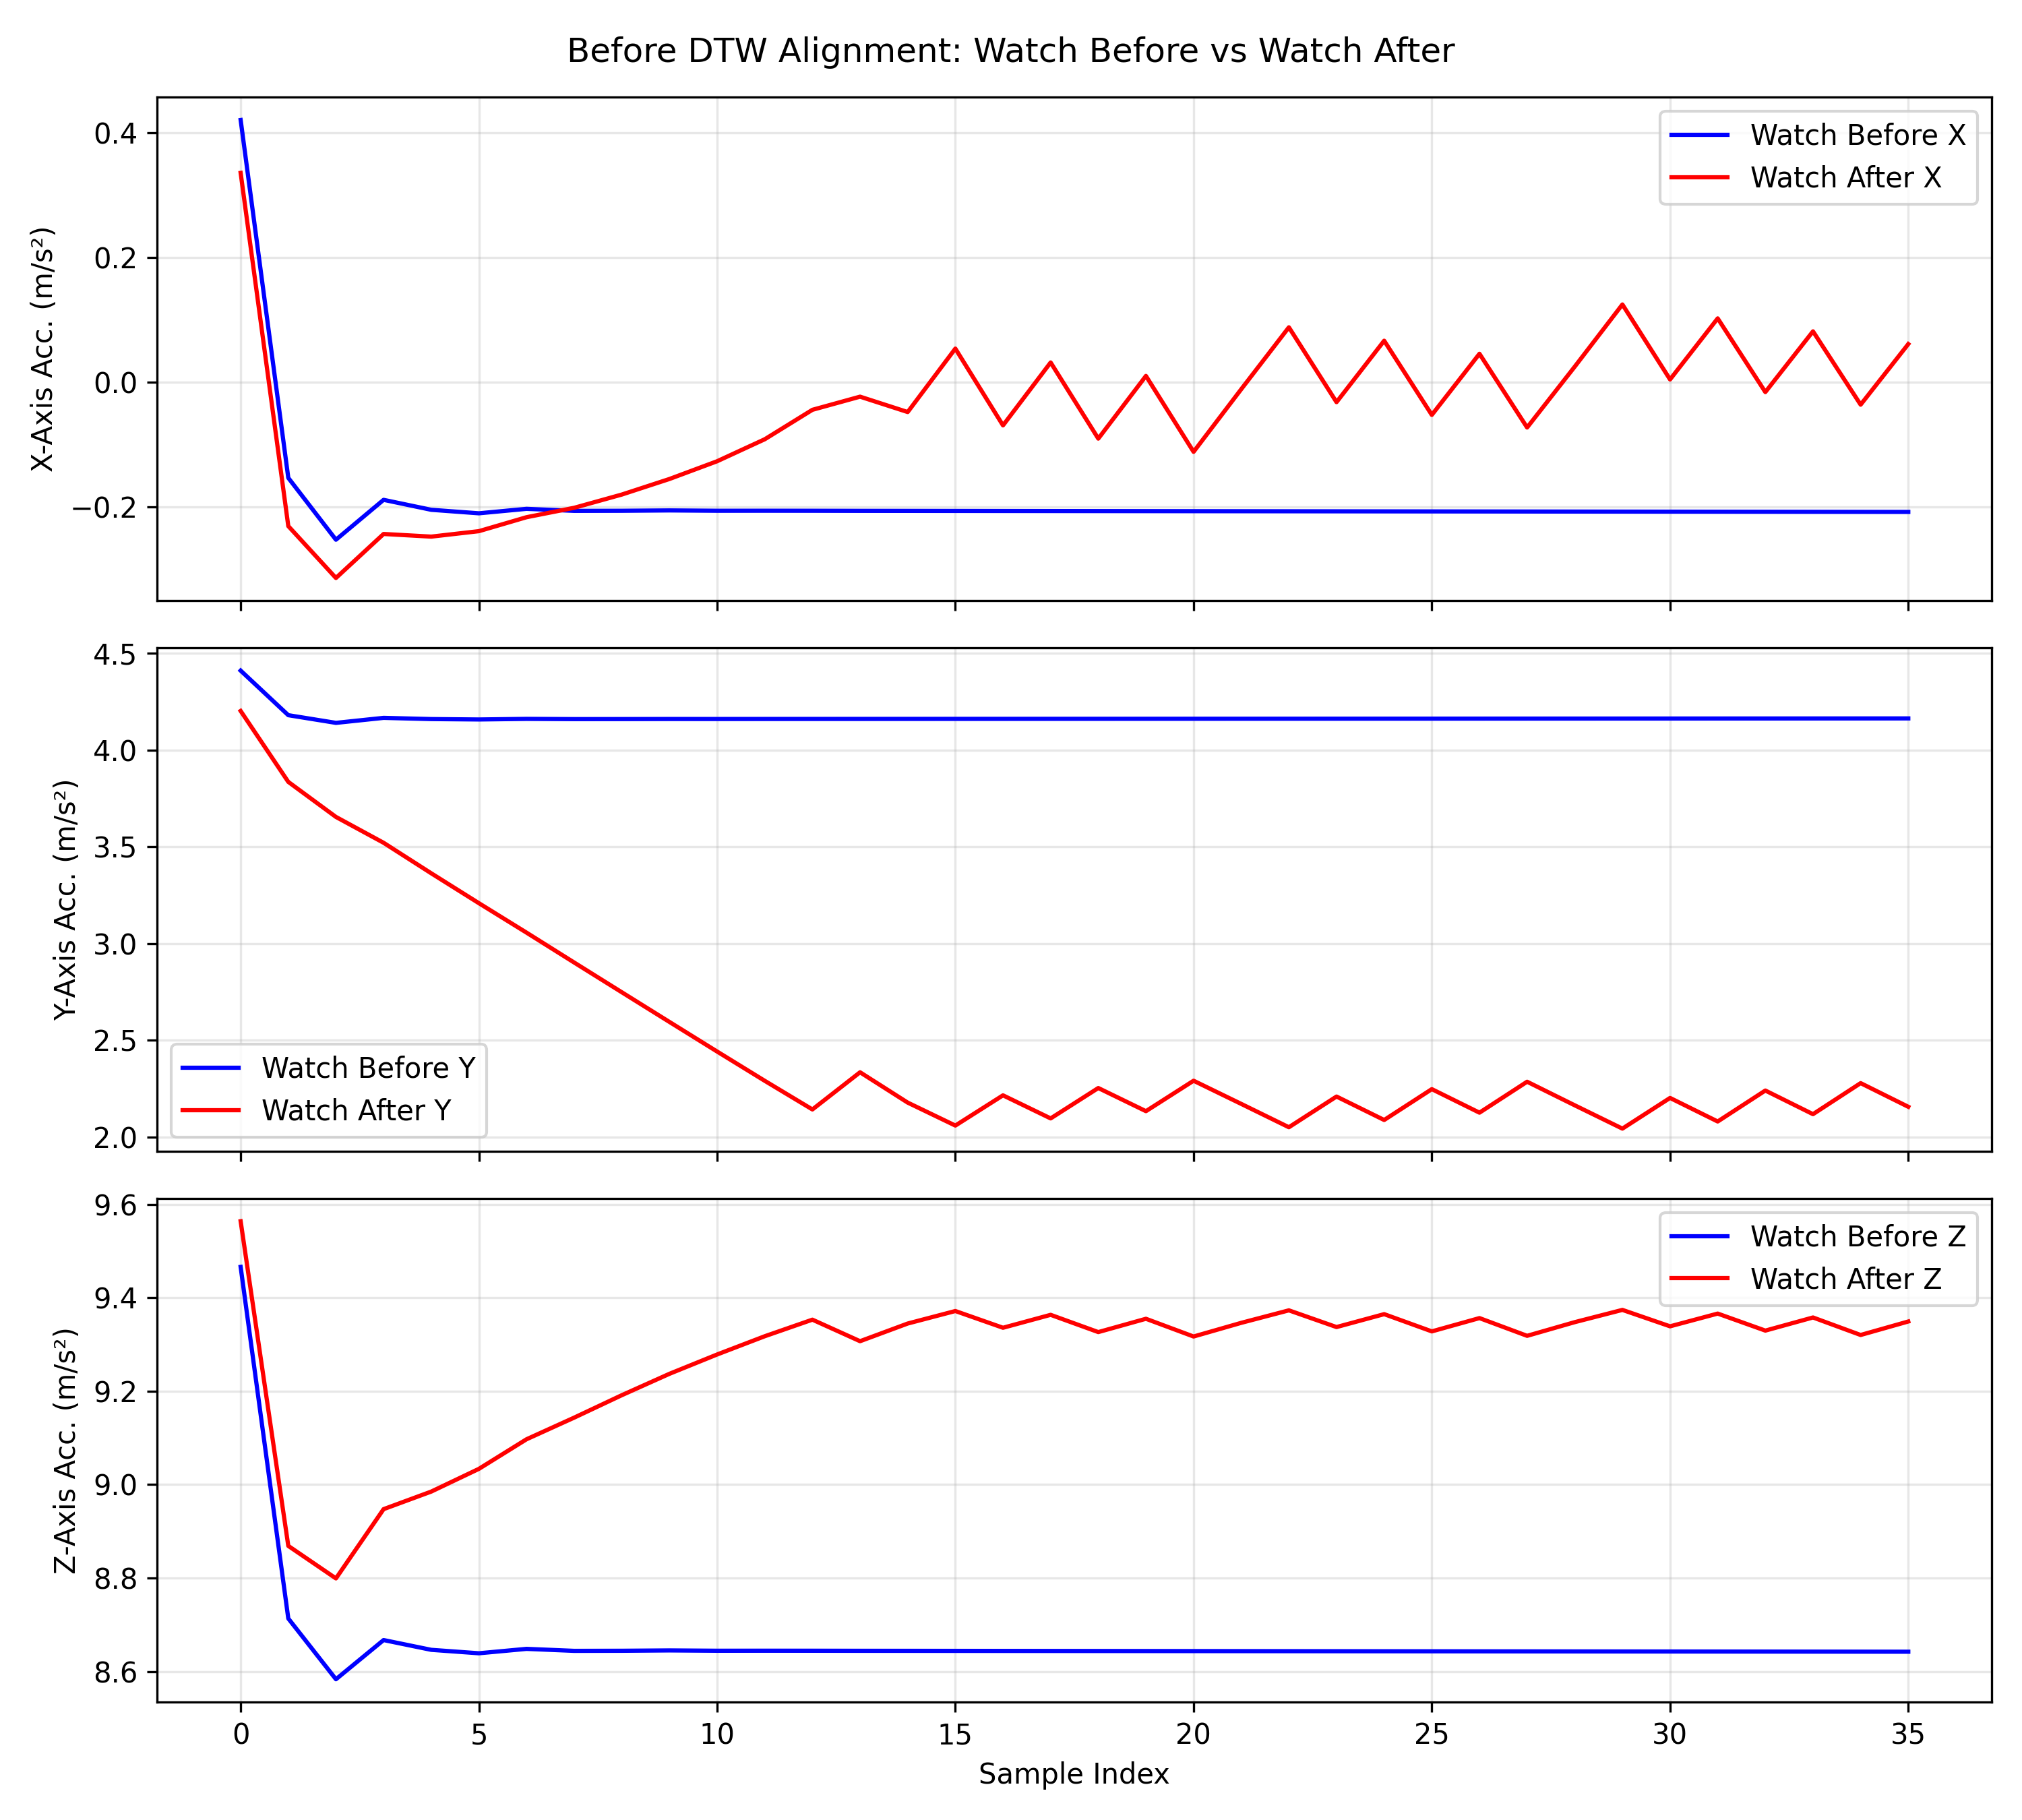 Before DTW Alignment: Watch Before vs Watch After
X-Axis Acc. (m/s²)
0.4
0.2
0.0
−0.2
Watch Before X
Watch After X
Y-Axis Acc. (m/s²)
4.5
4.0
3.5
3.0
2.5
2.0
Watch Before Y
Watch After Y
Z-Axis Acc. (m/s²)
9.6
9.4
9.2
9.0
8.8
8.6
Watch Before Z
Watch After Z
0 5 10 15 20 25 30 35
Sample Index